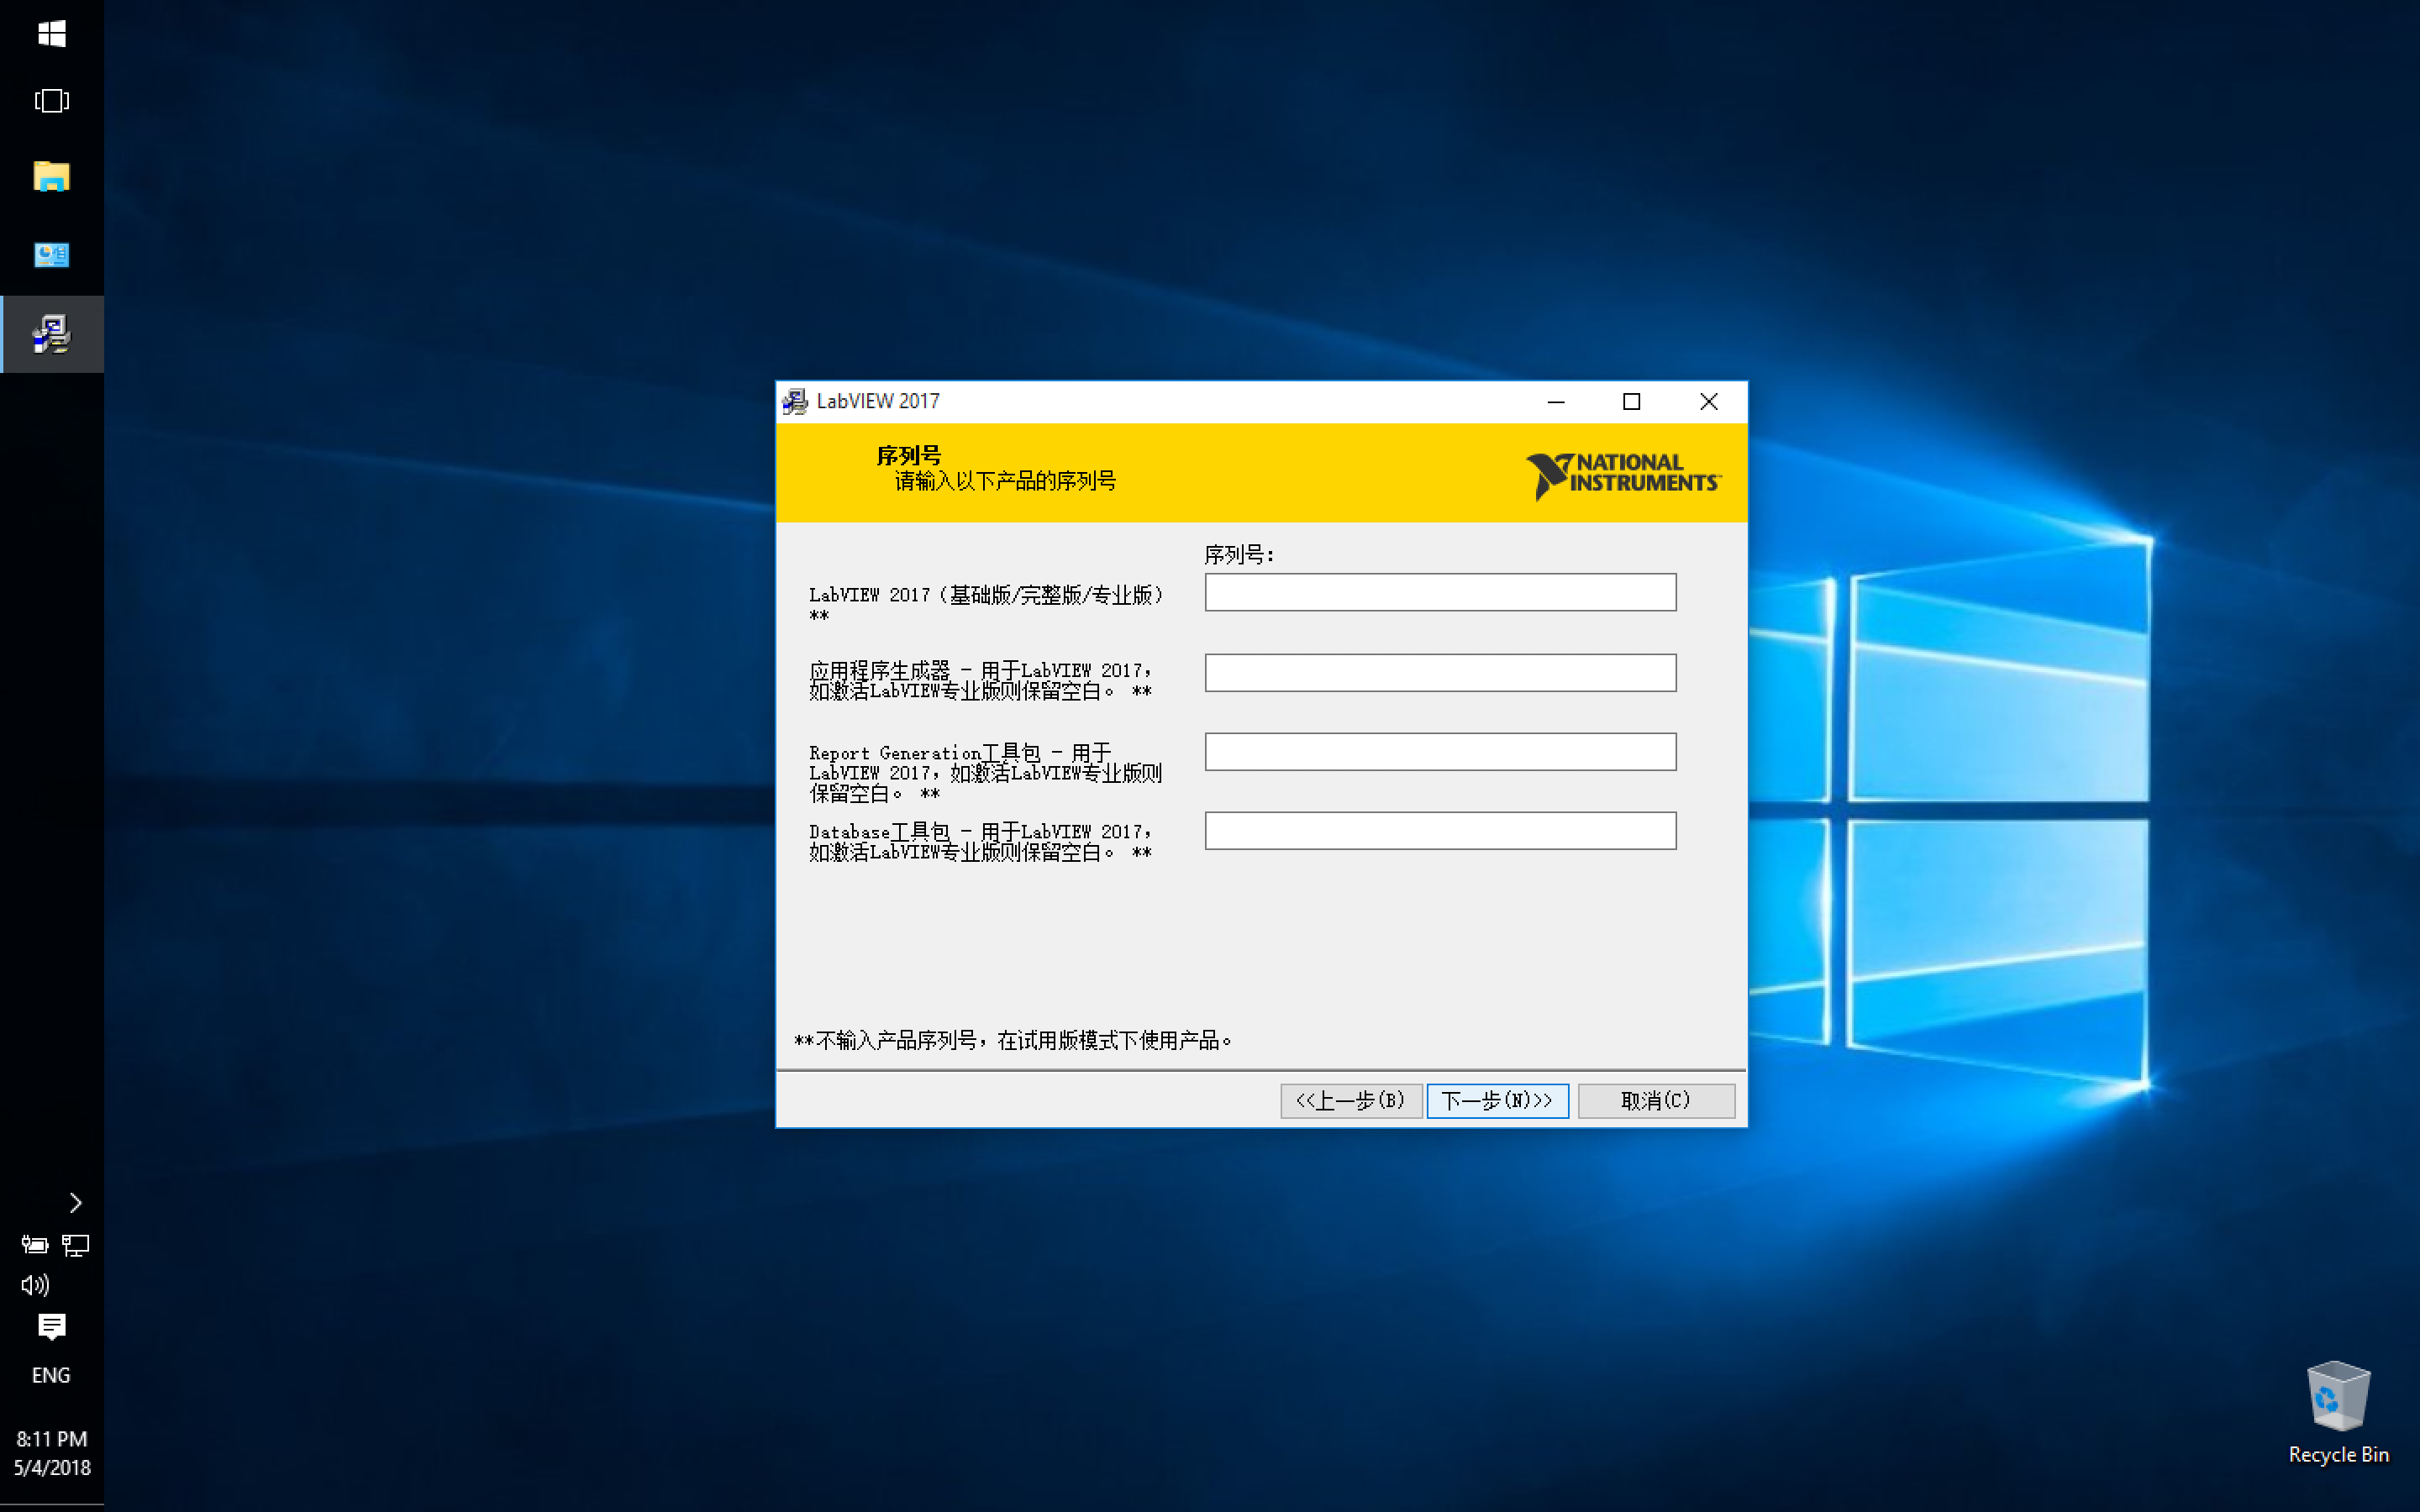 LabVIEW 2017
序列号
请输入以下产品的序列号
NATIONAL
INSTRUMENTS
序列号:
LabVIEW 2017（基础版/完整版/专业版）
**
应用程序生成器 - 用于LabVIEW 2017，
如激活LabVIEW专业版则保留空白。 **
Report Generation工具包 - 用于
LabVIEW 2017，如激活LabVIEW专业版则
保留空白。 **
Database工具包 - 用于LabVIEW 2017，
如激活LabVIEW专业版则保留空白。 **
**不输入产品序列号，在试用版模式下使用产品。
<<上一步(B)
下一步(N)>>
取消(C)
ENG
8:11 PM
5/4/2018
Recycle Bin